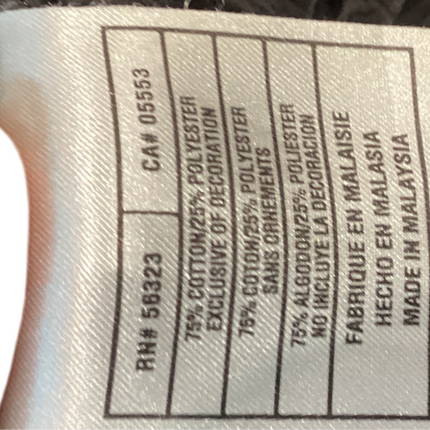 RN# 56323 CA# 05553
75% COTTON/25% POLYESTER
EXCLUSIVE OF DECORATION
75% COTON/25% POLYESTER
SANS ORNEMENTS
75% ALGODON/25% POLIESTER
NO INCLUYE LA DECORACION
FABRIQUE EN MALAISIE
HECHO EN MALASIA
MADE IN MALAYSIA